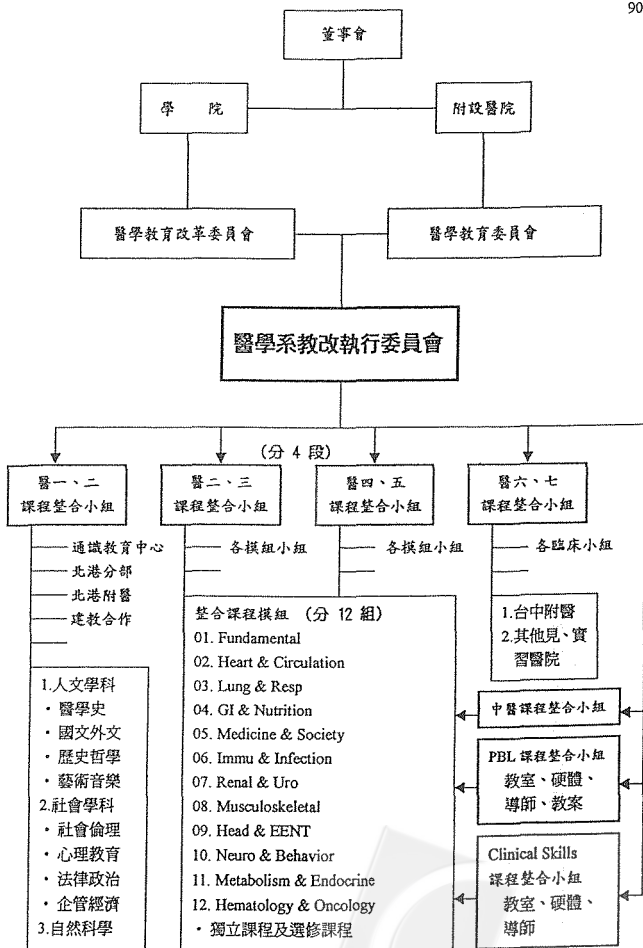 90
董事會
學 院
附設醫院
醫學教育改革委員會
醫學教育委員會
醫學系教改執行委員會
(分 4 段)
醫一、二
課程整合小組
醫二、三
課程整合小組
醫四、五
課程整合小組
醫六、七
課程整合小組
通識教育中心
北港分部
北港附醫
建教合作
各模組小組
各模組小組
各臨床小組
1.人文學科
・醫學史
・國文外文
・歷史哲學
・藝術音樂
2.社會學科
・社會倫理
・心理教育
・法律政治
・企管經濟
3.自然科學
整合課程模組 (分 12 組)
01. Fundamental
02. Heart & Circulation
03. Lung & Resp
04. GI & Nutrition
05. Medicine & Society
06. Immu & Infection
07. Renal & Uro
08. Musculoskeletal
09. Head & EENT
10. Neuro & Behavior
11. Metabolism & Endocrine
12. Hematology & Oncology
・獨立課程及選修課程
1.台中附醫
2.其他見、實
習醫院
中醫課程整合小組
PBL 課程整合小組
教室、硬體、
導師、教案
Clinical Skills
課程整合小組
教室、硬體、
導師